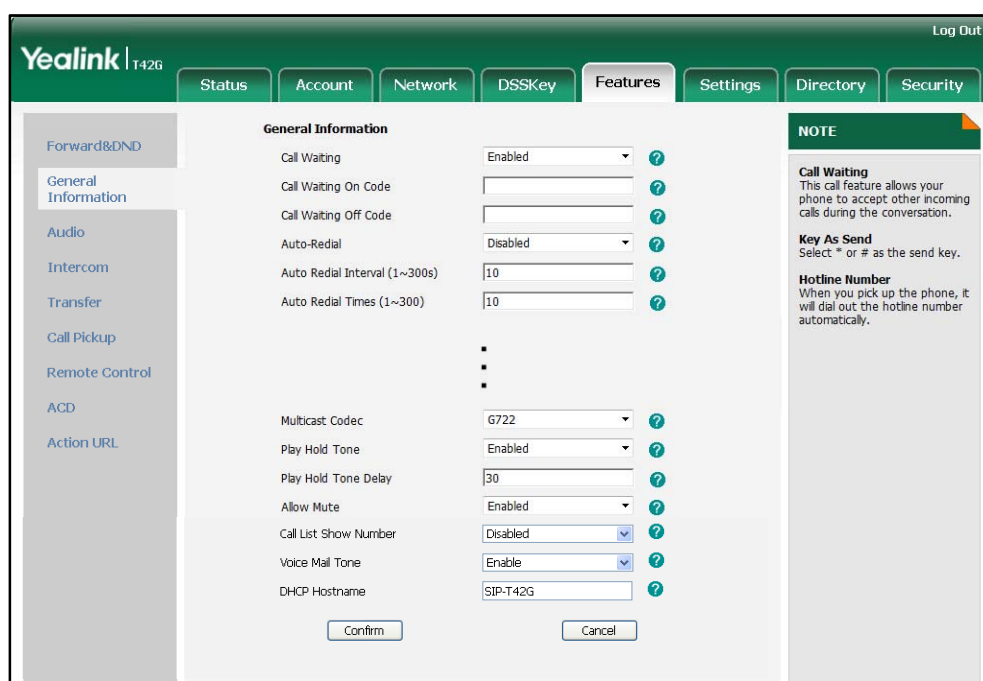 Log Out
Yealink T42G
Status Account Network DSSKey Features Settings Directory Security
Forward&DND
General
Information
Audio
Intercom
Transfer
Call Pickup
Remote Control
ACD
Action URL
General Information
Call Waiting Enabled
Call Waiting On Code
Call Waiting Off Code
Auto-Redial Disabled
Auto Redial Interval (1~300s) 10
Auto Redial Times (1~300) 10
Multicast Codec G722
Play Hold Tone Enabled
Play Hold Tone Delay 30
Allow Mute Enabled
Call List Show Number Disabled
Voice Mail Tone Enable
DHCP Hostname SIP-T42G
Confirm Cancel
NOTE
Call Waiting
This call feature allows your
phone to accept other incoming
calls during the conversation.
Key As Send
Select * or # as the send key.
Hotline Number
When you pick up the phone, it
will dial out the hotline number
automatically.